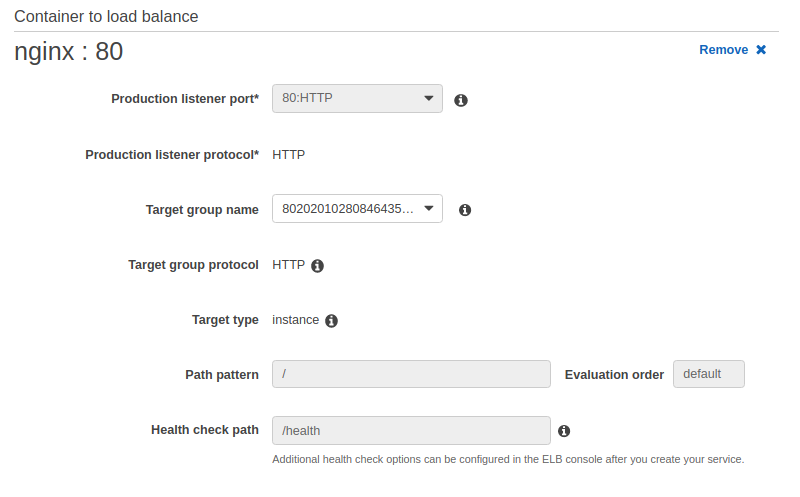 Container to load balance
nginx : 80 Remove
Production listener port* 80:HTTP
Production listener protocol* HTTP
Target group name 80202010280846435...
Target group protocol HTTP
Target type instance
Path pattern / Evaluation order default
Health check path /health
Additional health check options can be configured in the ELB console after you create your service.